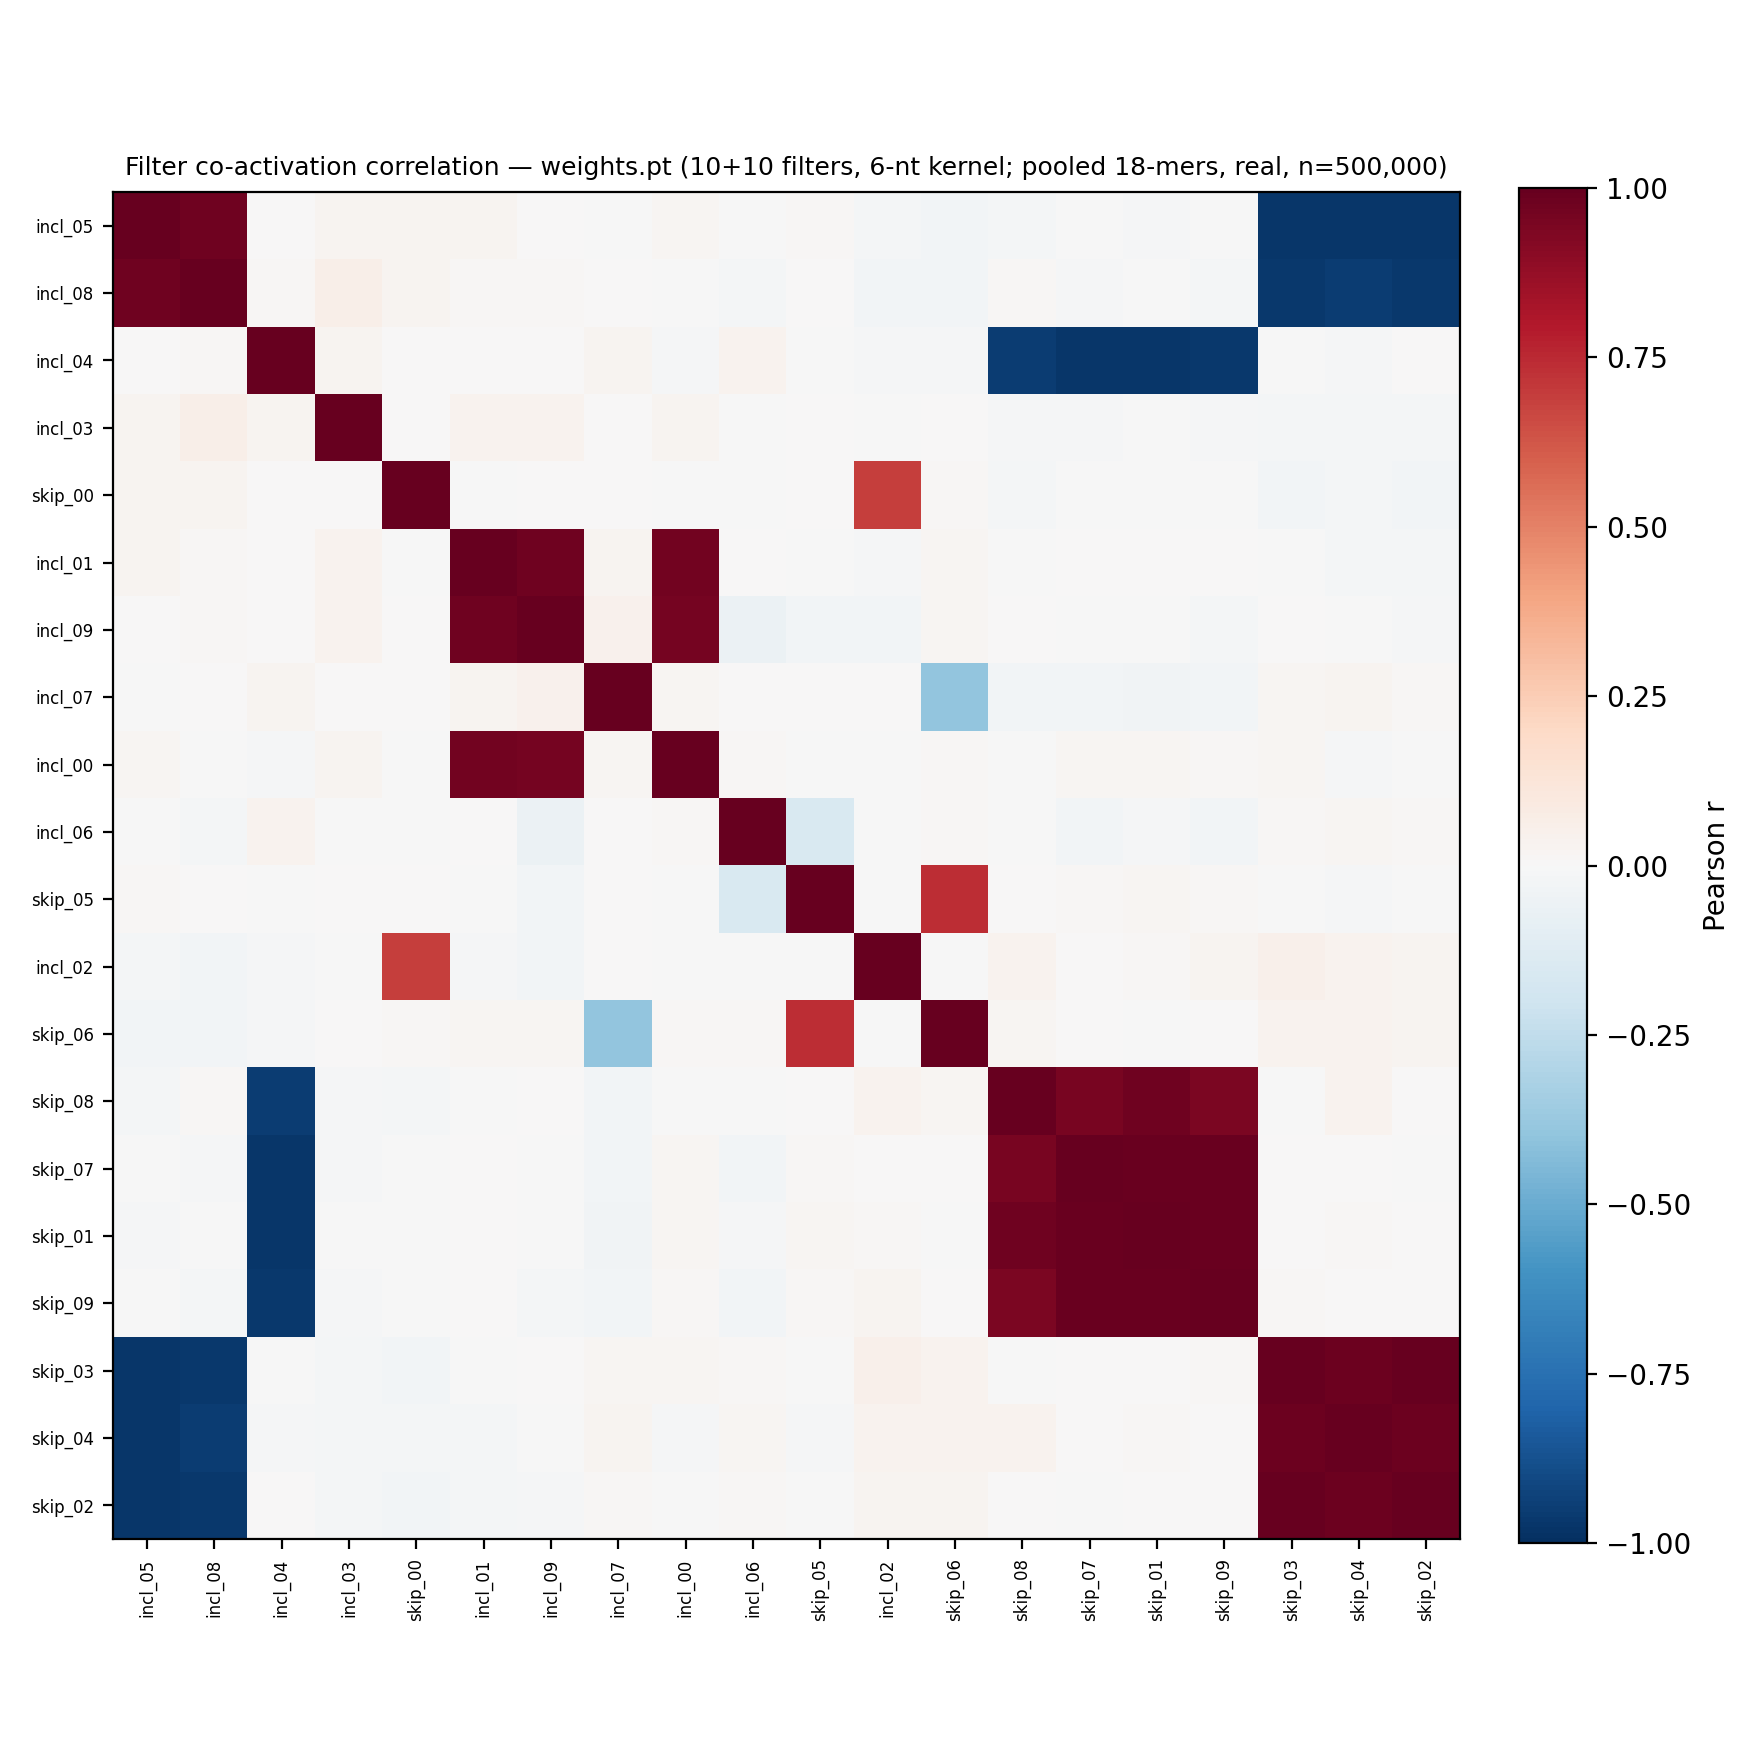 Filter co-activation correlation — weights.pt (10+10 filters, 6-nt kernel; pooled 18-mers, real, n=500,000)
incl_05
incl_08
incl_04
incl_03
skip_00
incl_01
incl_09
incl_07
incl_00
incl_06
skip_05
incl_02
skip_06
skip_08
skip_07
skip_01
skip_09
skip_03
skip_04
skip_02
incl_05
incl_08
incl_04
incl_03
skip_00
incl_01
incl_09
incl_07
incl_00
incl_06
skip_05
incl_02
skip_06
skip_08
skip_07
skip_01
skip_09
skip_03
skip_04
skip_02
1.00
0.75
0.50
0.25
0.00
−0.25
−0.50
−0.75
−1.00
Pearson r